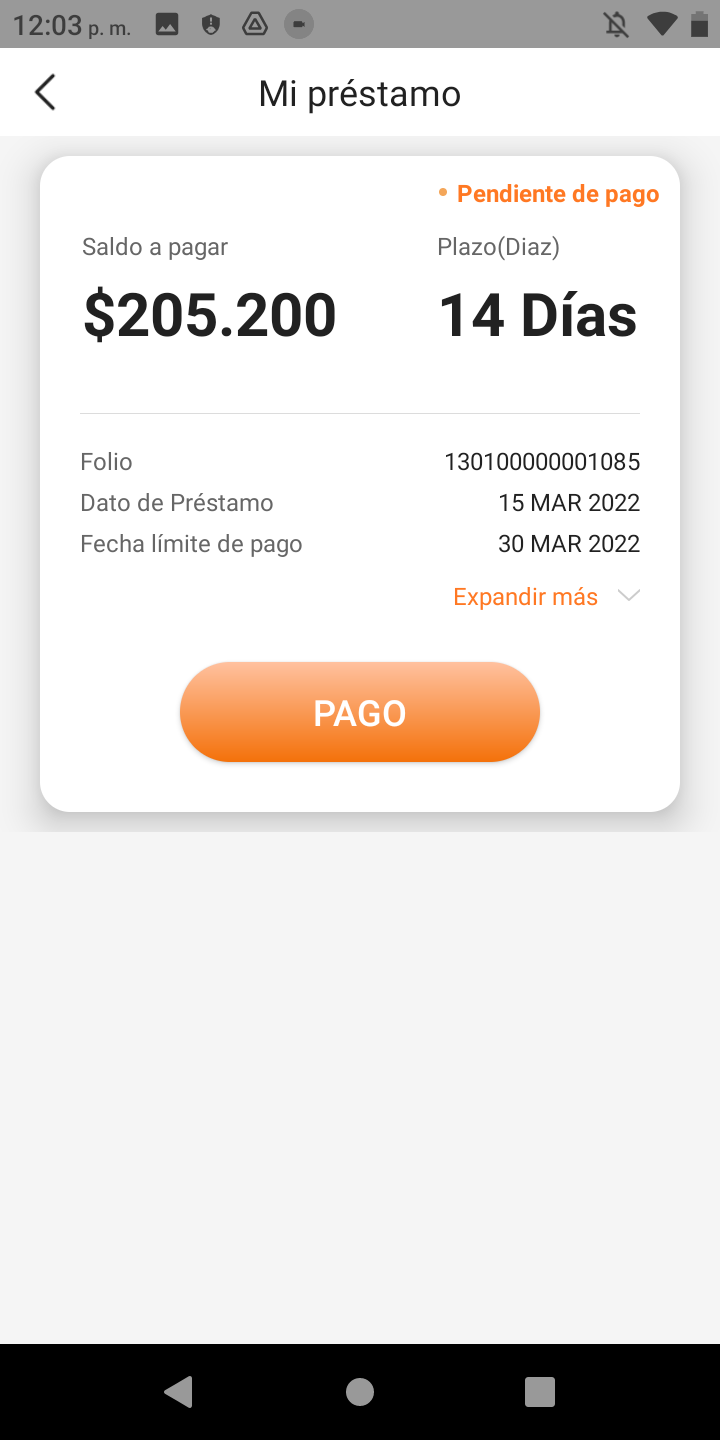 12:03 p. m.
Mi préstamo
Pendiente de pago
Saldo a pagar Plazo(Diaz)
$205.200 14 Días
Folio 130100000001085
Dato de Préstamo 15 MAR 2022
Fecha límite de pago 30 MAR 2022
Expandir más
PAGO